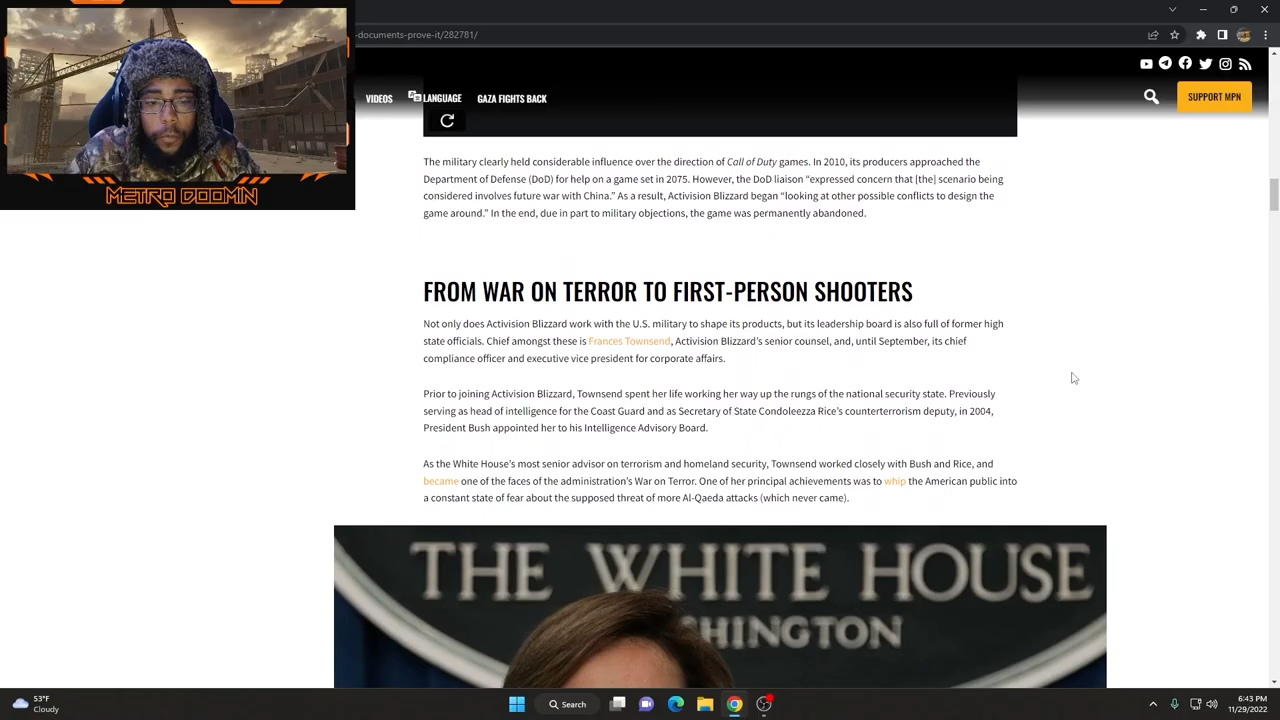 -documents-prove-it/282781/
VIDEOS
LANGUAGE
GAZA FIGHTS BACK
SUPPORT MPN
METRO DOOMIN
The military clearly held considerable influence over the direction of Call of Duty games. In 2010, its producers approached the
Department of Defense (DoD) for help on a game set in 2075. However, the DoD liaison “expressed concern that [the] scenario being
considered involves future war with China.” As a result, Activision Blizzard began “looking at other possible conflicts to design the
game around.” In the end, due in part to military objections, the game was permanently abandoned.
FROM WAR ON TERROR TO FIRST-PERSON SHOOTERS
Not only does Activision Blizzard work with the U.S. military to shape its products, but its leadership board is also full of former high
state officials. Chief amongst these is Frances Townsend, Activision Blizzard’s senior counsel, and, until September, its chief
compliance officer and executive vice president for corporate affairs.
Prior to joining Activision Blizzard, Townsend spent her life working her way up the rungs of the national security state. Previously
serving as head of intelligence for the Coast Guard and as Secretary of State Condoleezza Rice’s counterterrorism deputy, in 2004,
President Bush appointed her to his Intelligence Advisory Board.
As the White House’s most senior advisor on terrorism and homeland security, Townsend worked closely with Bush and Rice, and
became one of the faces of the administration’s War on Terror. One of her principal achievements was to whip the American public into
a constant state of fear about the supposed threat of more Al-Qaeda attacks (which never came).
THE WHITE HOUSE
53°F
Cloudy
Search
6:43 PM
11/29/2022